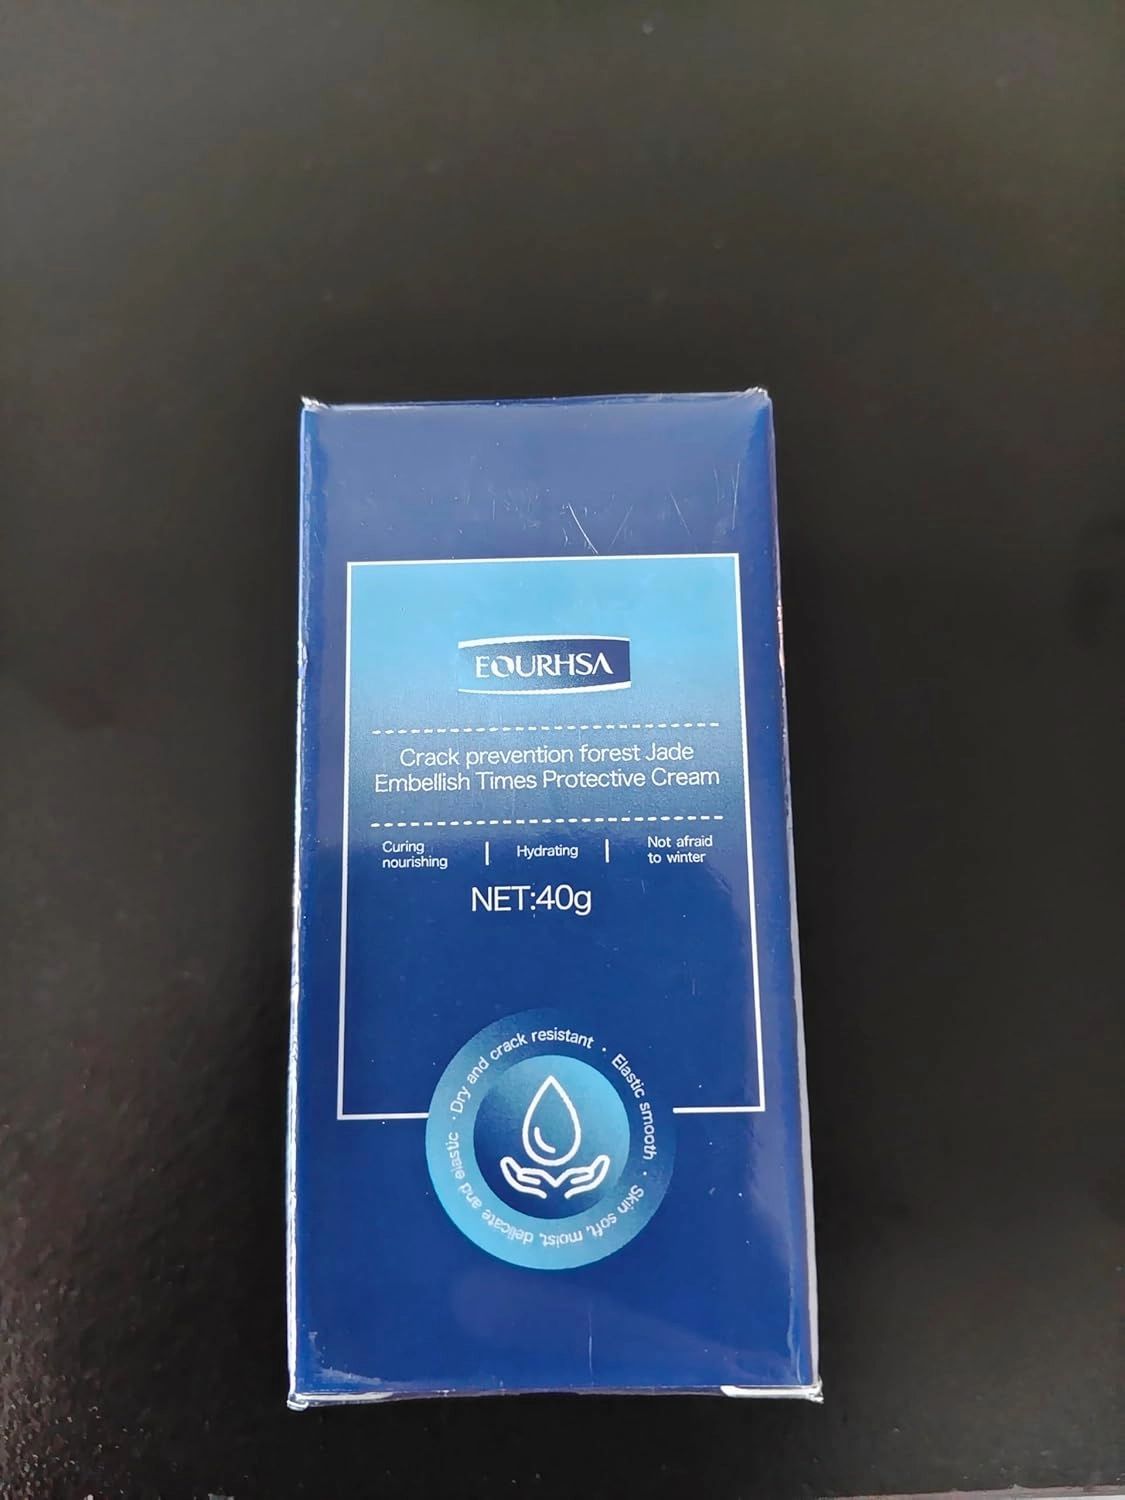 EOURHSA
Crack prevention forest Jade
Embellish Times Protective Cream
Curing
nourishing
Hydrating
Not afraid
to winter
NET:40g
Dry and crack resistant · Elastic smooth · Skin soft, moist, delicate and elastic ·